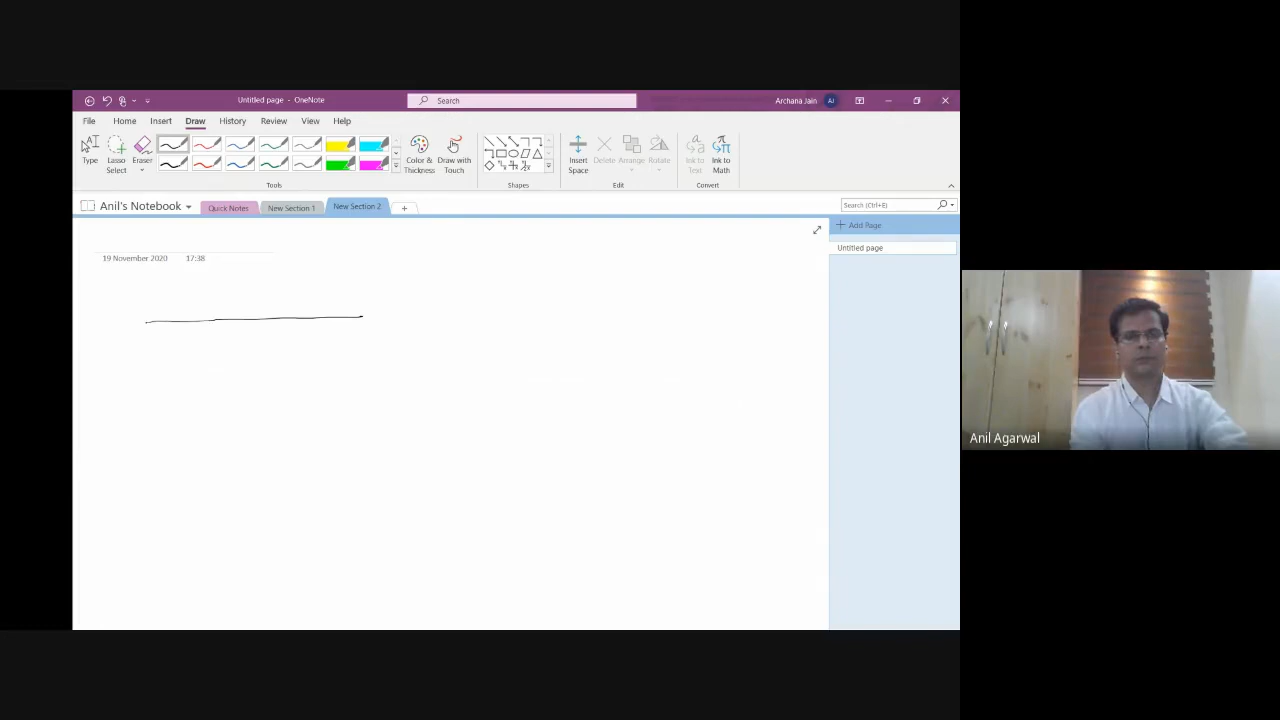 Untitled page - OneNote
Search
Archana Jain
AJ
File
Home
Insert
Draw
History
Review
View
Help
Type
Lasso Select
Eraser
Color & Thickness
Draw with Touch
Insert Space
Delete
Arrange
Rotate
Ink to Text
Ink to Math
Tools
Shapes
Edit
Convert
Anil's Notebook
Quick Notes
New Section 1
New Section 2
+
Search (Ctrl+E)
Add Page
Untitled page
19 November 2020
17:38
Anil Agarwal